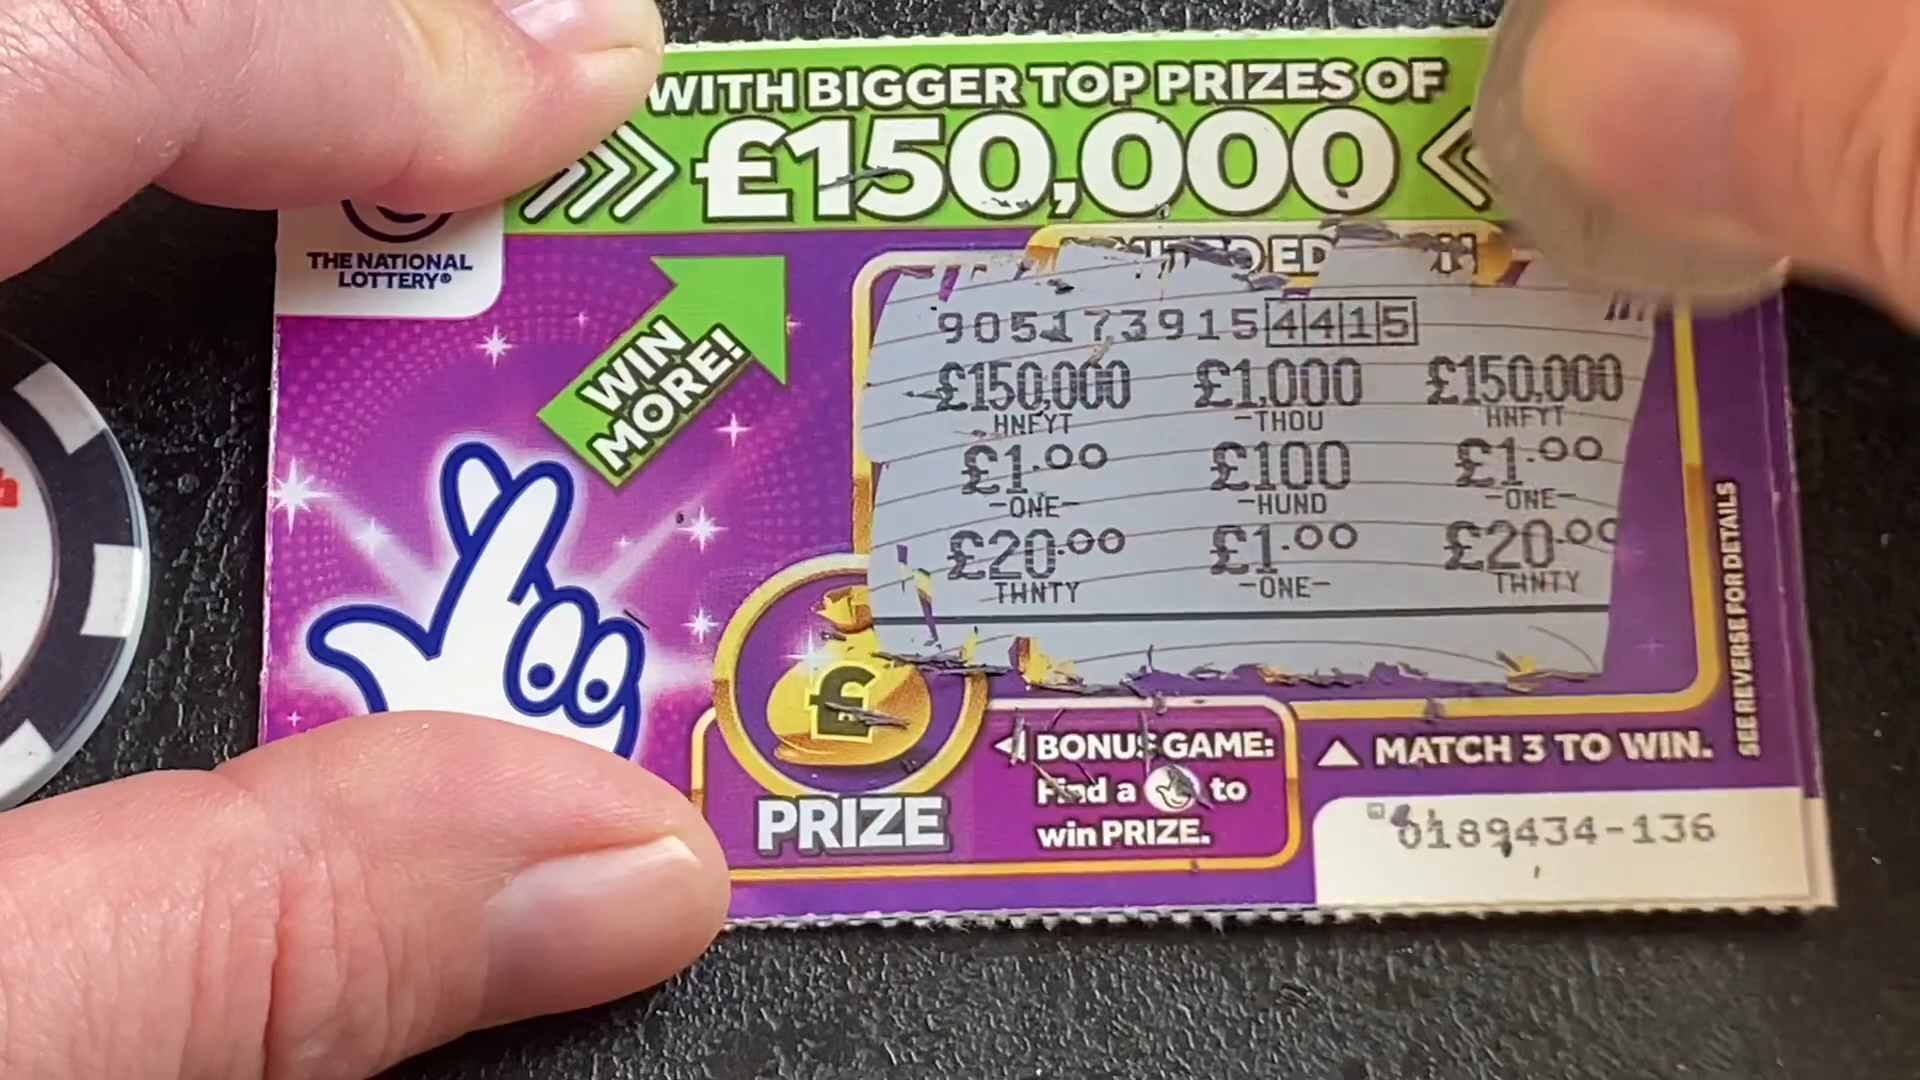 WITH BIGGER TOP PRIZES OF
£150,000
THE NATIONAL
LOTTERY®
WIN
MORE!
905173915 4415
£150,000 £1,000 £150,000
HNFYT -THOU HNFYT
£1.00 £100 £1.00
-ONE- -HUND -ONE-
£20.00 £1.00 £20.00
THNTY -ONE- THNTY
£
PRIZE
BONUS GAME:
Find a to
win PRIZE.
MATCH 3 TO WIN.
SEE REVERSE FOR DETAILS
0189434-136